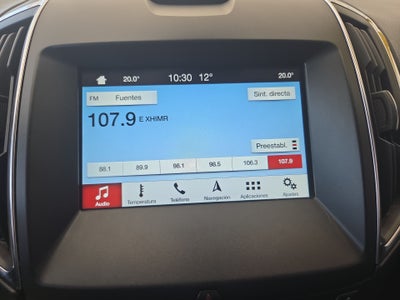 20.0° 10:30 12° 20.0°
FM Fuentes Sint. directa
107.9 E XHIMR
Preestabl.
88.1 89.9 96.1 98.5 106.3 107.9
Audio Temperatura Teléfono Navegación Aplicaciones Ajustes